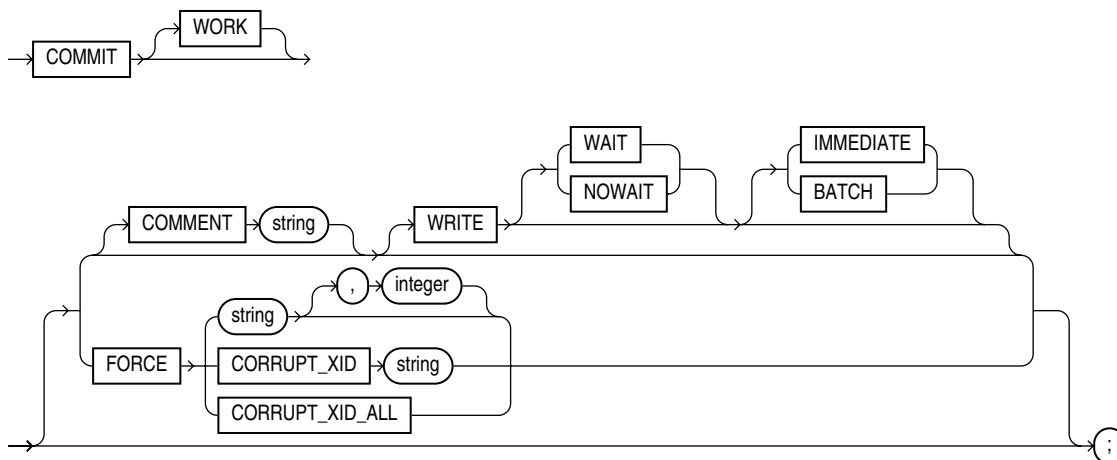 WORK
COMMIT
WAIT IMMEDIATE
NOWAIT BATCH
COMMENT string WRITE
, integer
string
FORCE CORRUPT_XID string
CORRUPT_XID_ALL
;